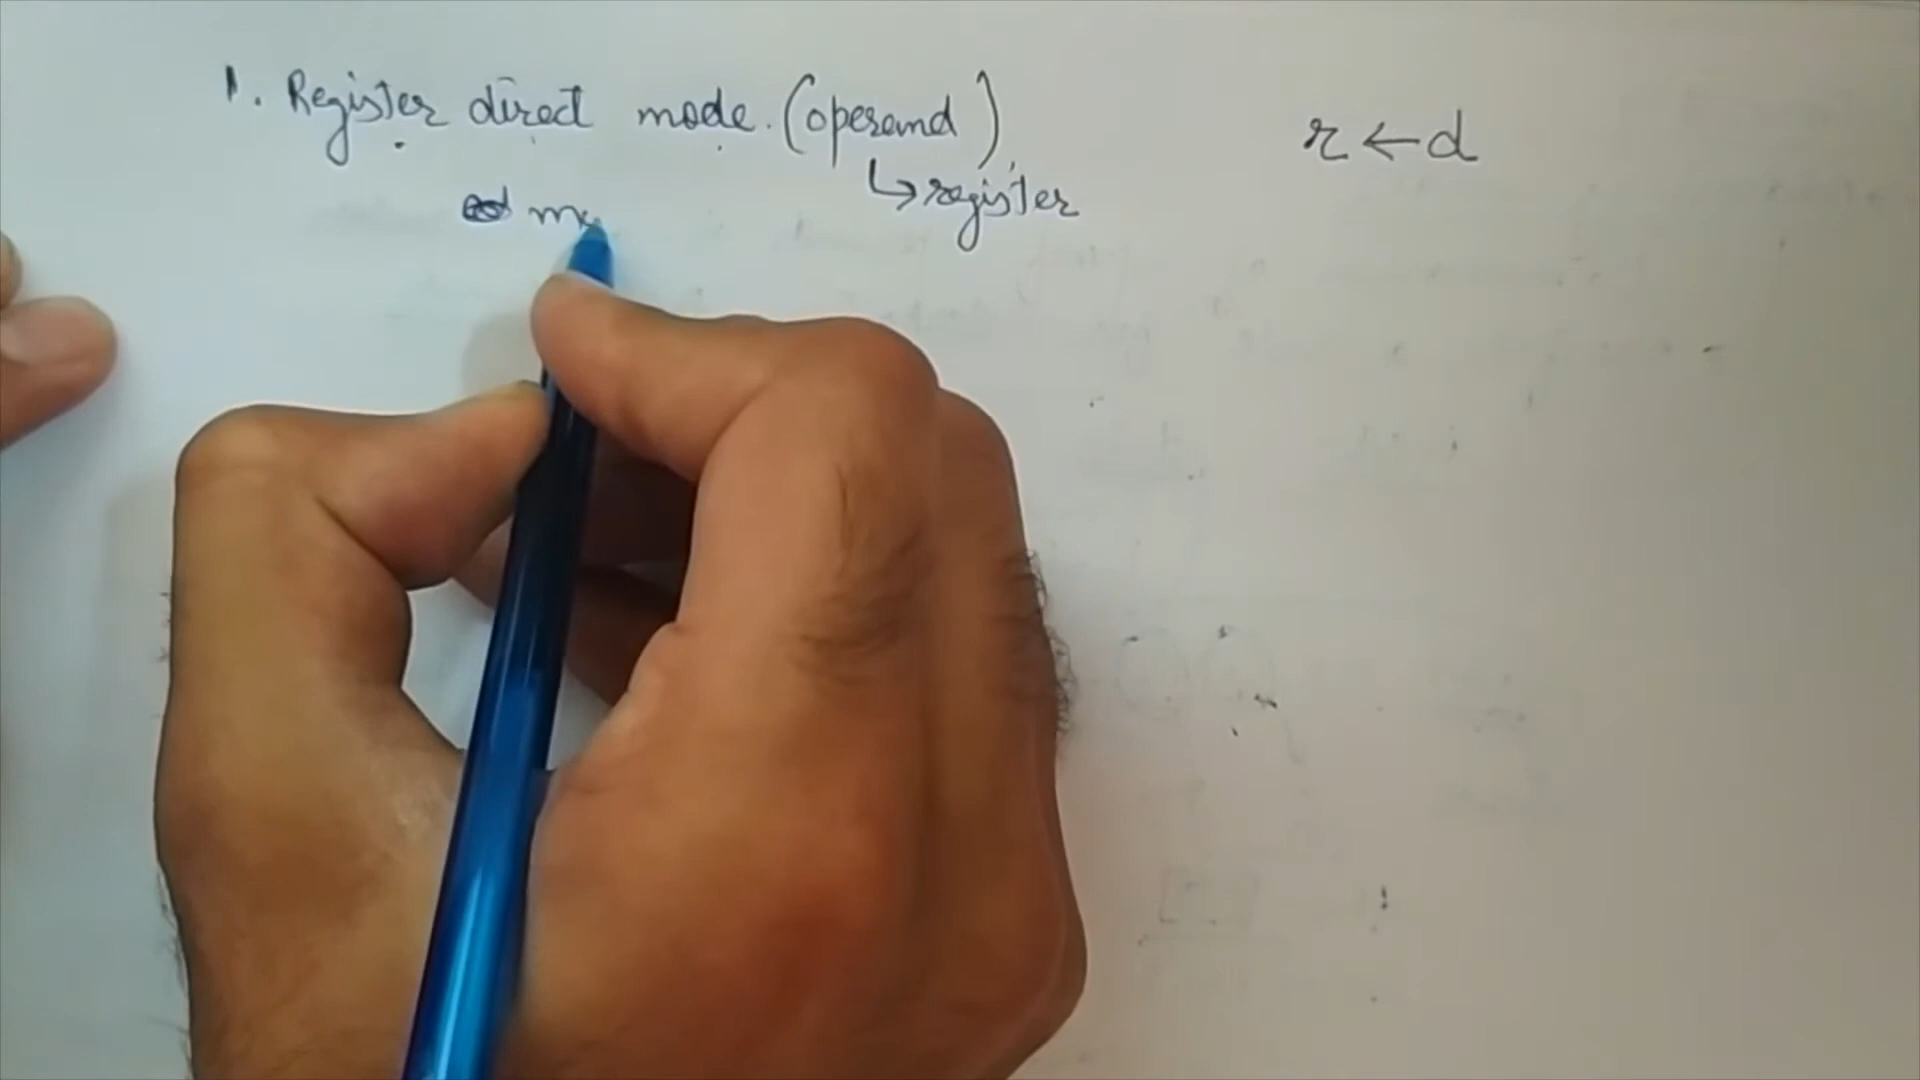 1. Register direct mode. (operand)
r ← d
↳ register